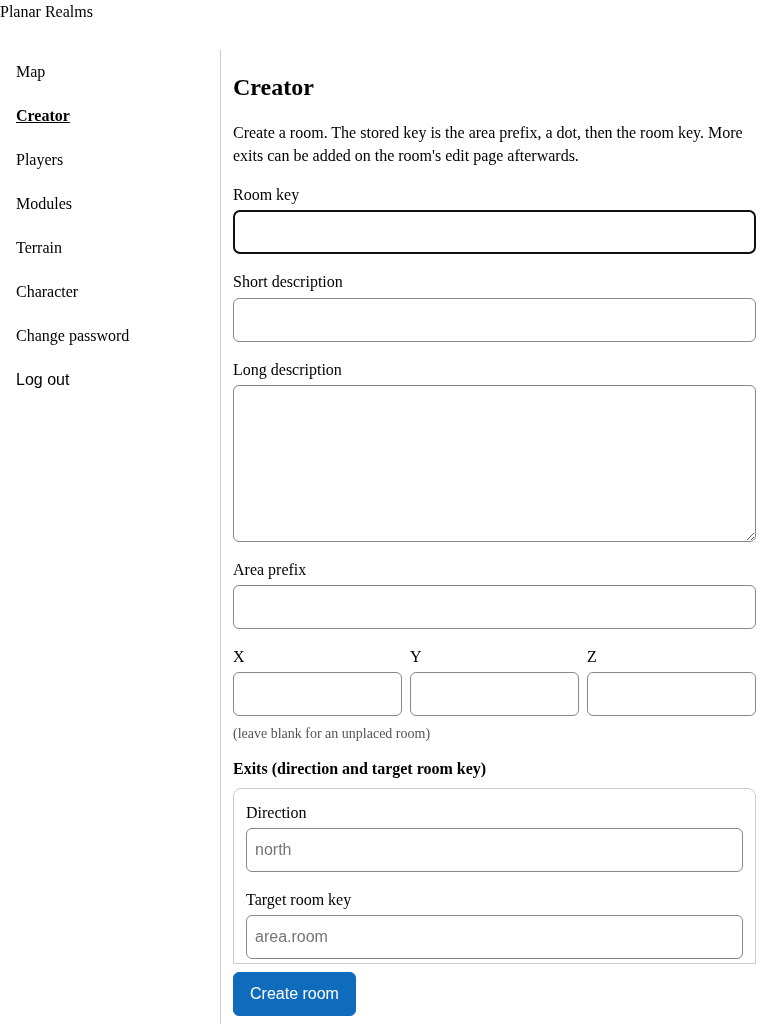 Planar Realms
Map
Creator
Players
Modules
Terrain
Character
Change password
Log out
Creator
Create a room. The stored key is the area prefix, a dot, then the room key. More
exits can be added on the room's edit page afterwards.
Room key
Short description
Long description
Area prefix
X Y Z
(leave blank for an unplaced room)
Exits (direction and target room key)
Direction
north
Target room key
area.room
Create room